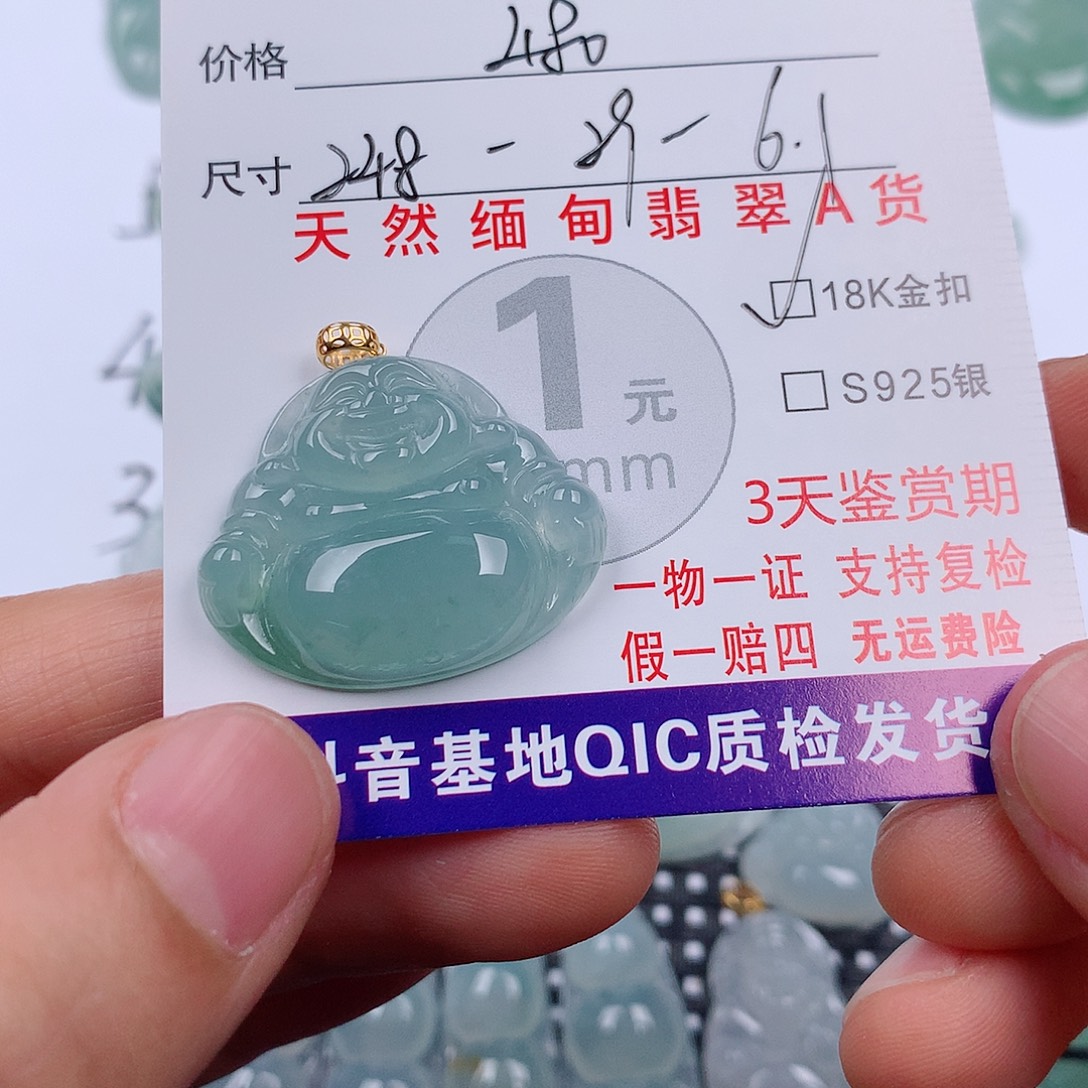 价格 480
尺寸 248 - 29 - 6.1
天然缅甸翡翠A货
1元
mm
18K金扣
S925银
3天鉴赏期
一物一证 支持复检
假一赔四 无运费险
音基地QIC质检发货